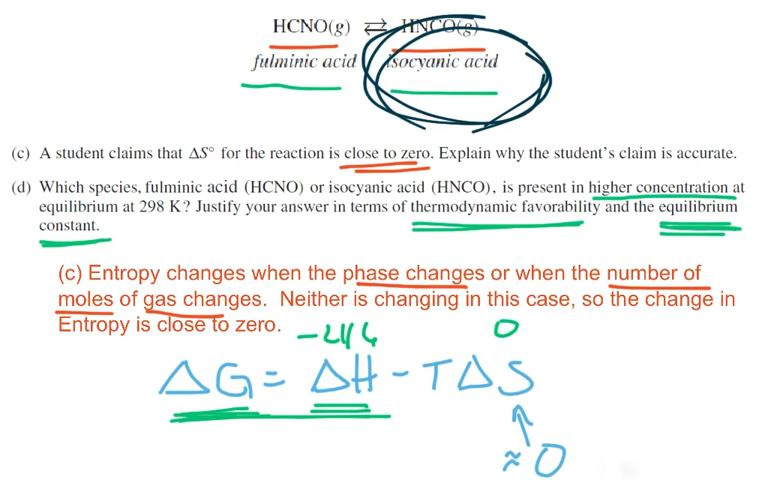 HCNO(g) ⇄ HNCO(g)
fulminic acid isocyanic acid
(c) A student claims that ΔS° for the reaction is close to zero. Explain why the student's claim is accurate.
(d) Which species, fulminic acid (HCNO) or isocyanic acid (HNCO), is present in higher concentration at
equilibrium at 298 K? Justify your answer in terms of thermodynamic favorability and the equilibrium
constant.
(c) Entropy changes when the phase changes or when the number of
moles of gas changes. Neither is changing in this case, so the change in
Entropy is close to zero.
0
ΔG = ΔH - TΔS
≈ 0